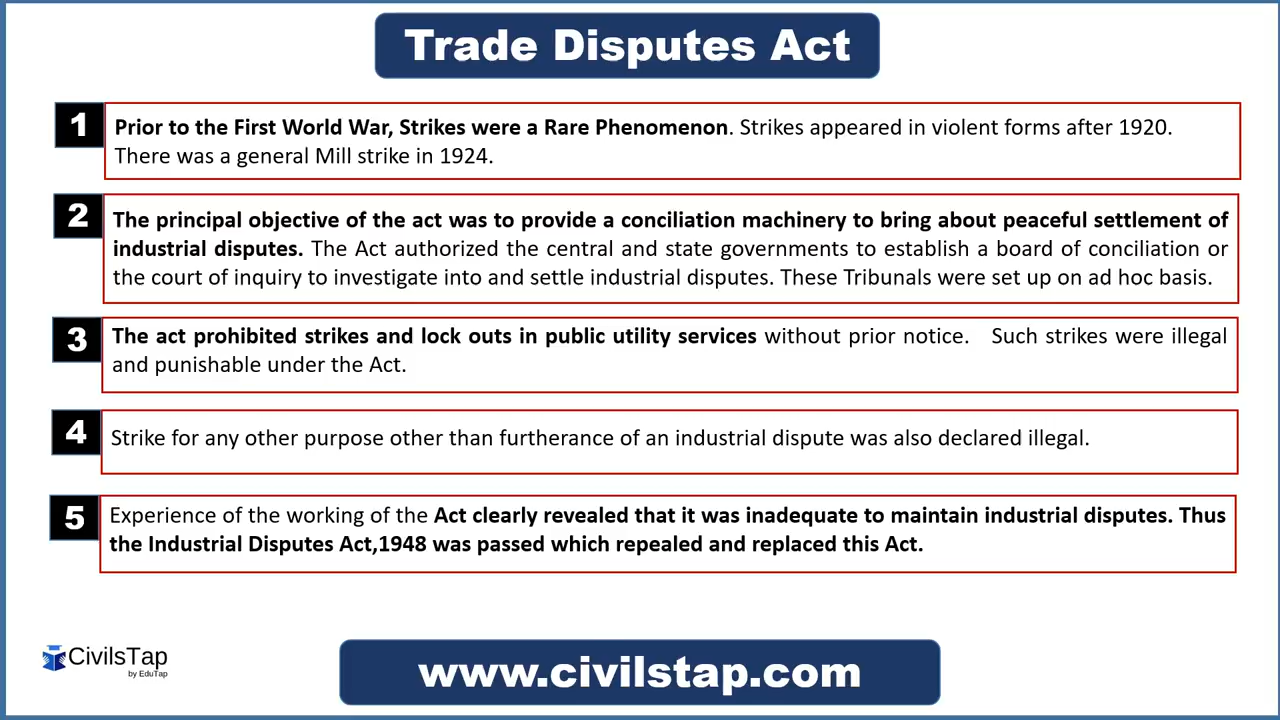 Trade Disputes Act
1
Prior to the First World War, Strikes were a Rare Phenomenon. Strikes appeared in violent forms after 1920.
There was a general Mill strike in 1924.
2
The principal objective of the act was to provide a conciliation machinery to bring about peaceful settlement of
industrial disputes. The Act authorized the central and state governments to establish a board of conciliation or
the court of inquiry to investigate into and settle industrial disputes. These Tribunals were set up on ad hoc basis.
3
The act prohibited strikes and lock outs in public utility services without prior notice. Such strikes were illegal
and punishable under the Act.
4
Strike for any other purpose other than furtherance of an industrial dispute was also declared illegal.
5
Experience of the working of the Act clearly revealed that it was inadequate to maintain industrial disputes. Thus
the Industrial Disputes Act,1948 was passed which repealed and replaced this Act.
CivilsTap
by EduTap
www.civilstap.com